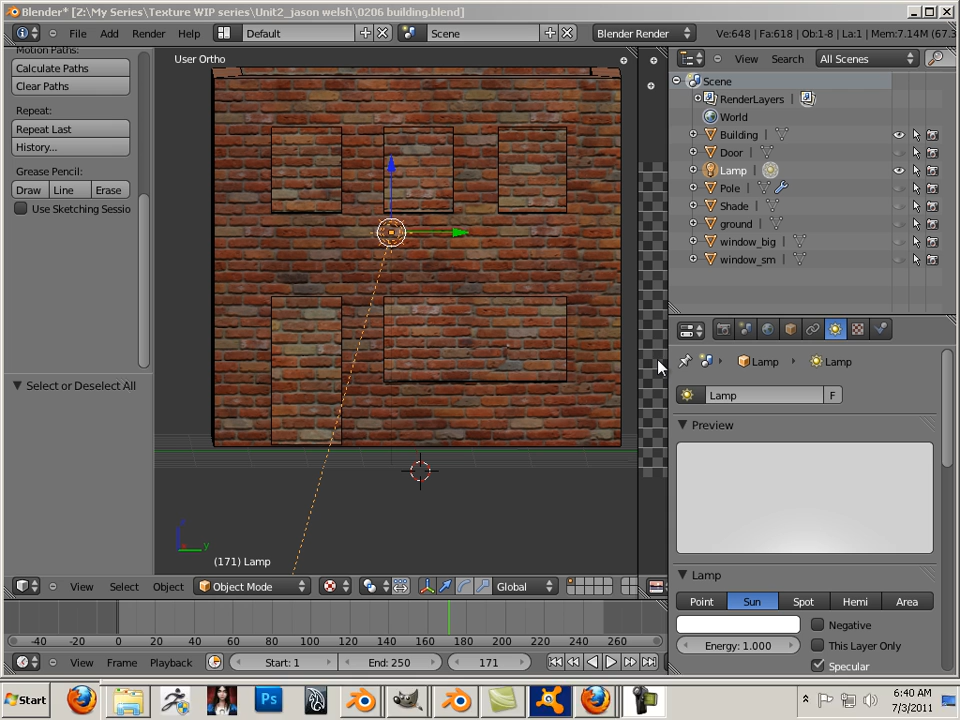 Blender* [Z:\My Series\Texture WIP series\Unit2_jason welsh\0206 building.blend]
File Add Render Help Default Scene Blender Render Ve:648 | Fa:618 | Ob:1-8 | La:1 | Mem:7.14M (67.3
Motion Paths:
Calculate Paths
Clear Paths
Repeat:
Repeat Last
History...
Grease Pencil:
Draw Line Erase
Use Sketching Sessio
Select or Deselect All
User Ortho
(171) Lamp
View Select Object Object Mode Global
-40 -20 0 20 40 60 80 100 120 140 160 180 200 220 240 260
View Frame Playback Start: 1 End: 250 171
View Search All Scenes
Scene
RenderLayers |
World
Building |
Door |
Lamp |
Pole |
Shade |
ground |
window_big |
window_sm |
Lamp Lamp
Lamp F
Preview
Lamp
Point Sun Spot Hemi Area
Negative
Energy: 1.000 This Layer Only
Specular
Start Ps 6:40 AM
7/3/2011